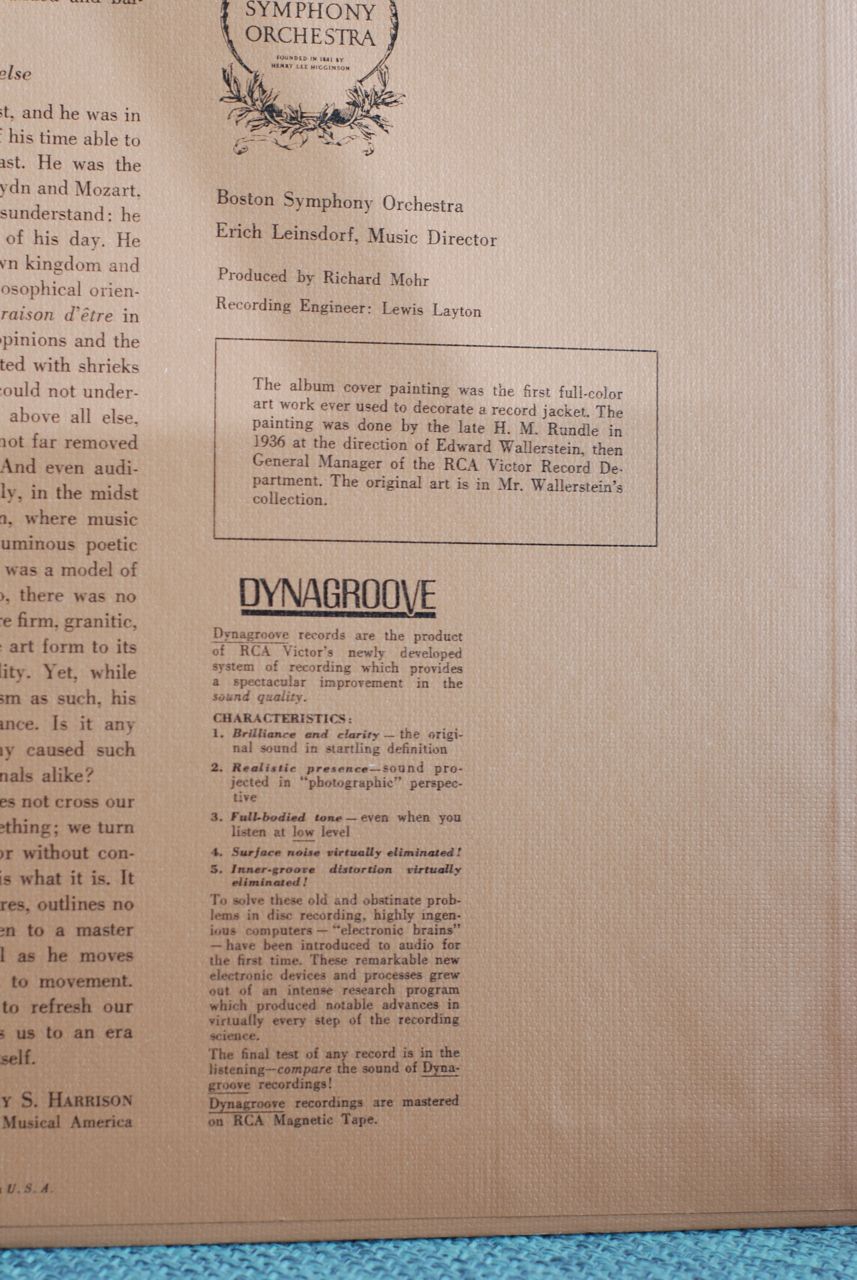 else
st, and he was in
f his time able to
ast. He was the
ydn and Mozart.
sunderstand: he
of his day. He
wn kingdom and
osophical orien-
raison d'être in
opinions and the
ted with shrieks
could not under-
above all else,
not far removed
And even audi-
ly, in the midst
n, where music
uminous poetic
was a model of
o, there was no
re firm, granitic,
e art form to its
lity. Yet, while
sm as such, his
ance. Is it any
ny caused such
nals alike?
es not cross our
ething; we turn
or without con-
is what it is. It
res, outlines no
en to a master
l as he moves
to movement.
to refresh our
s us to an era
self.
Y S. HARRISON
Musical America
U. S. A.
SYMPHONY
ORCHESTRA
FOUNDED IN 1881 BY
HENRY LEE HIGGINSON
Boston Symphony Orchestra
Erich Leinsdorf, Music Director
Produced by Richard Mohr
Recording Engineer: Lewis Layton
The album cover painting was the first full-color
art work ever used to decorate a record jacket. The
painting was done by the late H. M. Rundle in
1936 at the direction of Edward Wallerstein, then
General Manager of the RCA Victor Record De-
partment. The original art is in Mr. Wallerstein's
collection.
DYNAGROOVE
Dynagroove records are the product
of RCA Victor's newly developed
system of recording which provides
a spectacular improvement in the
sound quality.
CHARACTERISTICS:
1. Brilliance and clarity — the origi-
nal sound in startling definition
2. Realistic presence—sound pro-
jected in "photographic" perspec-
tive
3. Full-bodied tone — even when you
listen at low level
4. Surface noise virtually eliminated!
5. Inner-groove distortion virtually
eliminated!
To solve these old and obstinate prob-
lems in disc recording, highly ingen-
ious computers — "electronic brains"
— have been introduced to audio for
the first time. These remarkable new
electronic devices and processes grew
out of an intense research program
which produced notable advances in
virtually every step of the recording
science.
The final test of any record is in the
listening—compare the sound of Dyna-
groove recordings!
Dynagroove recordings are mastered
on RCA Magnetic Tape.